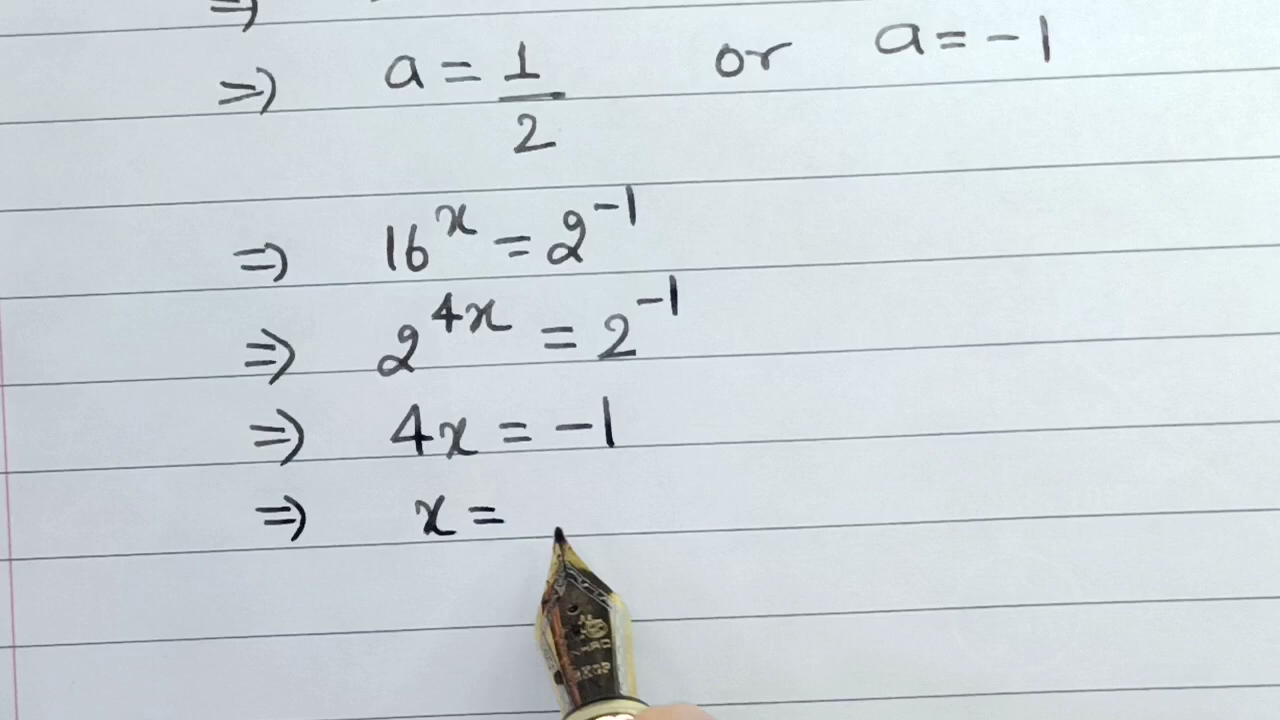 ⇒
⇒ a = 1/2 or a = -1
⇒ 16^x = 2^-1
⇒ 2^4x = 2^-1
⇒ 4x = -1
⇒ x =